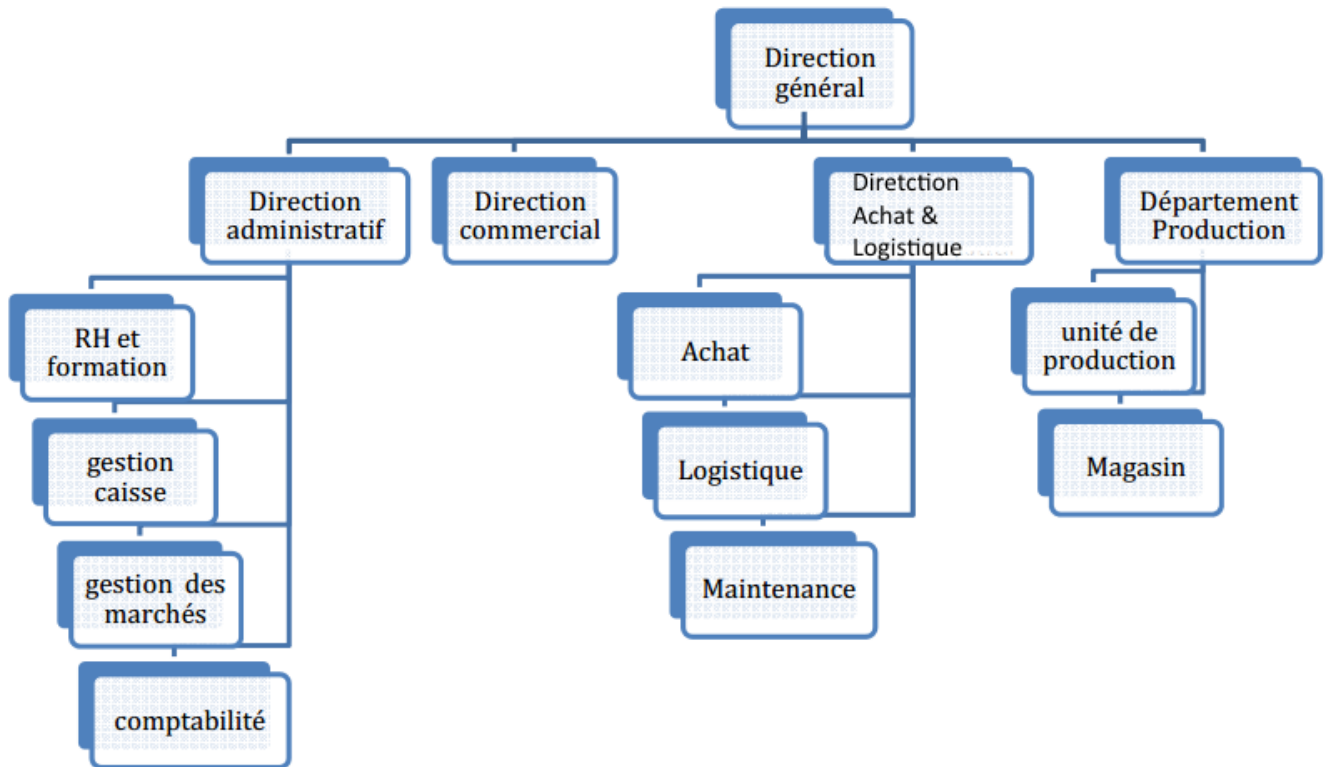 Direction
général
Direction
administratif
Direction
commercial
Diretction
Achat &
Logistique
Département
Production
RH et
formation
gestion
caisse
gestion des
marchés
comptabilité
Achat
Logistique
Maintenance
unité de
production
Magasin